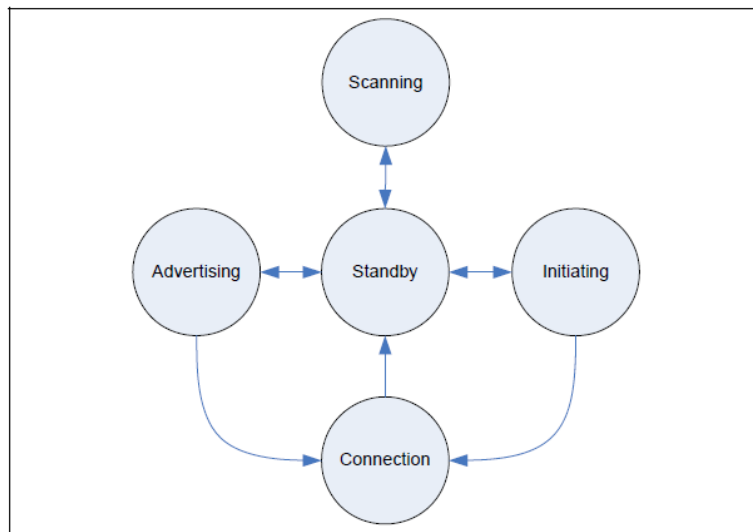 Scanning
Advertising
Standby
Initiating
Connection